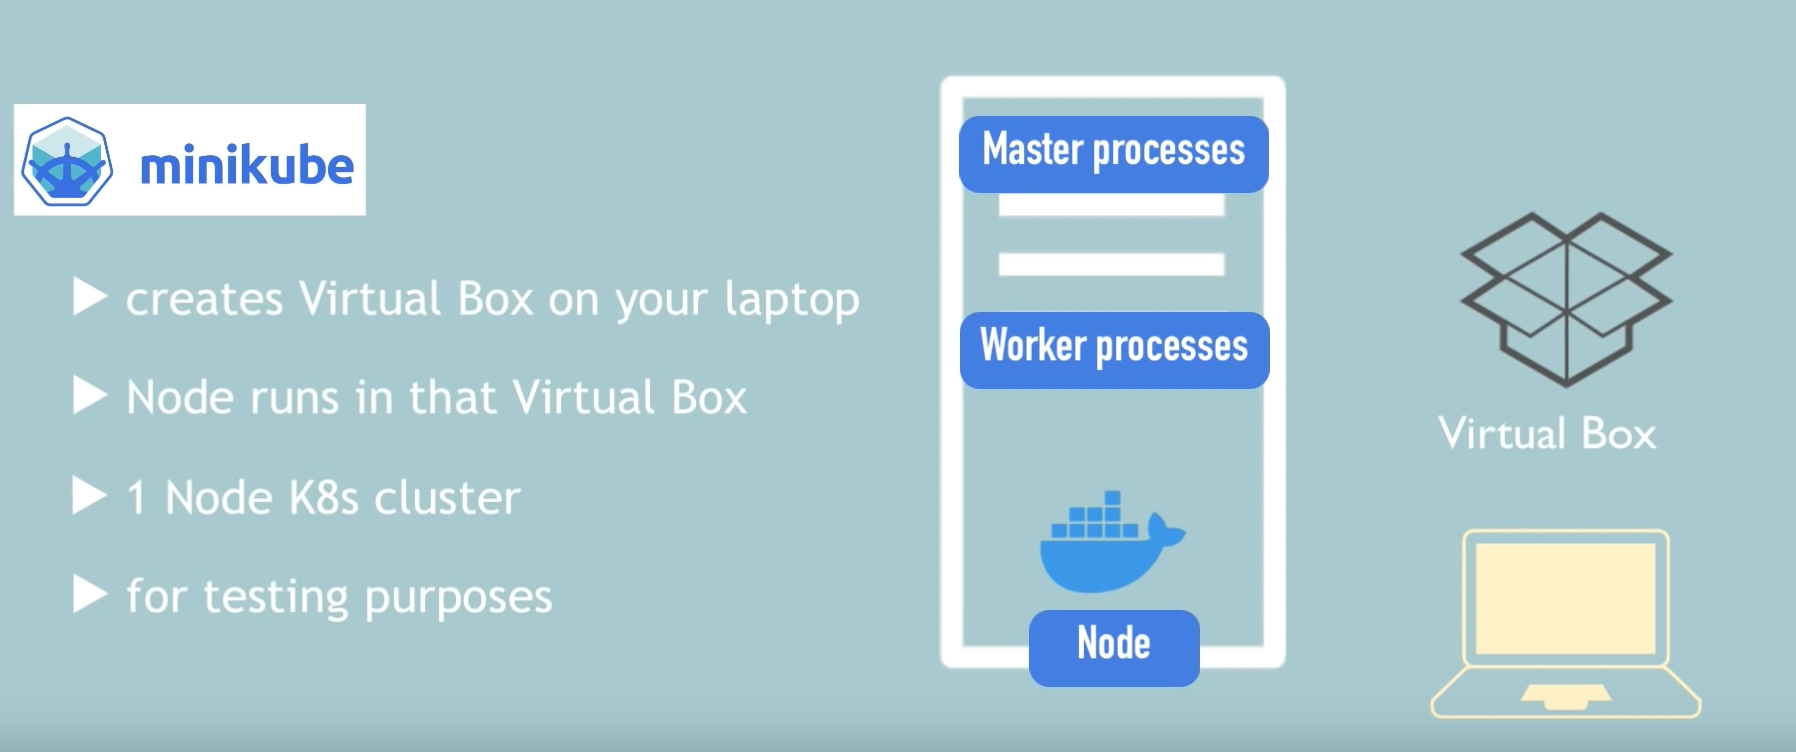 minikube
creates Virtual Box on your laptop
Node runs in that Virtual Box
1 Node K8s cluster
for testing purposes
Master processes
Worker processes
Node
Virtual Box